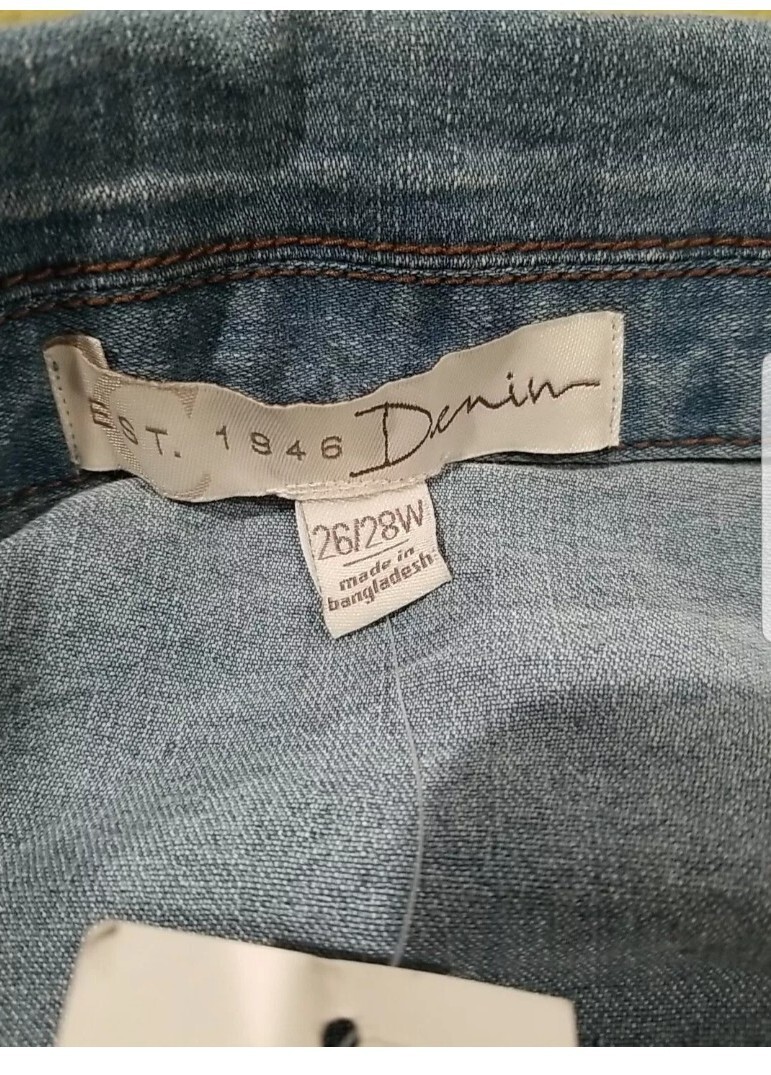 EST. 1946 Denim
26/28W
made in
bangladesh